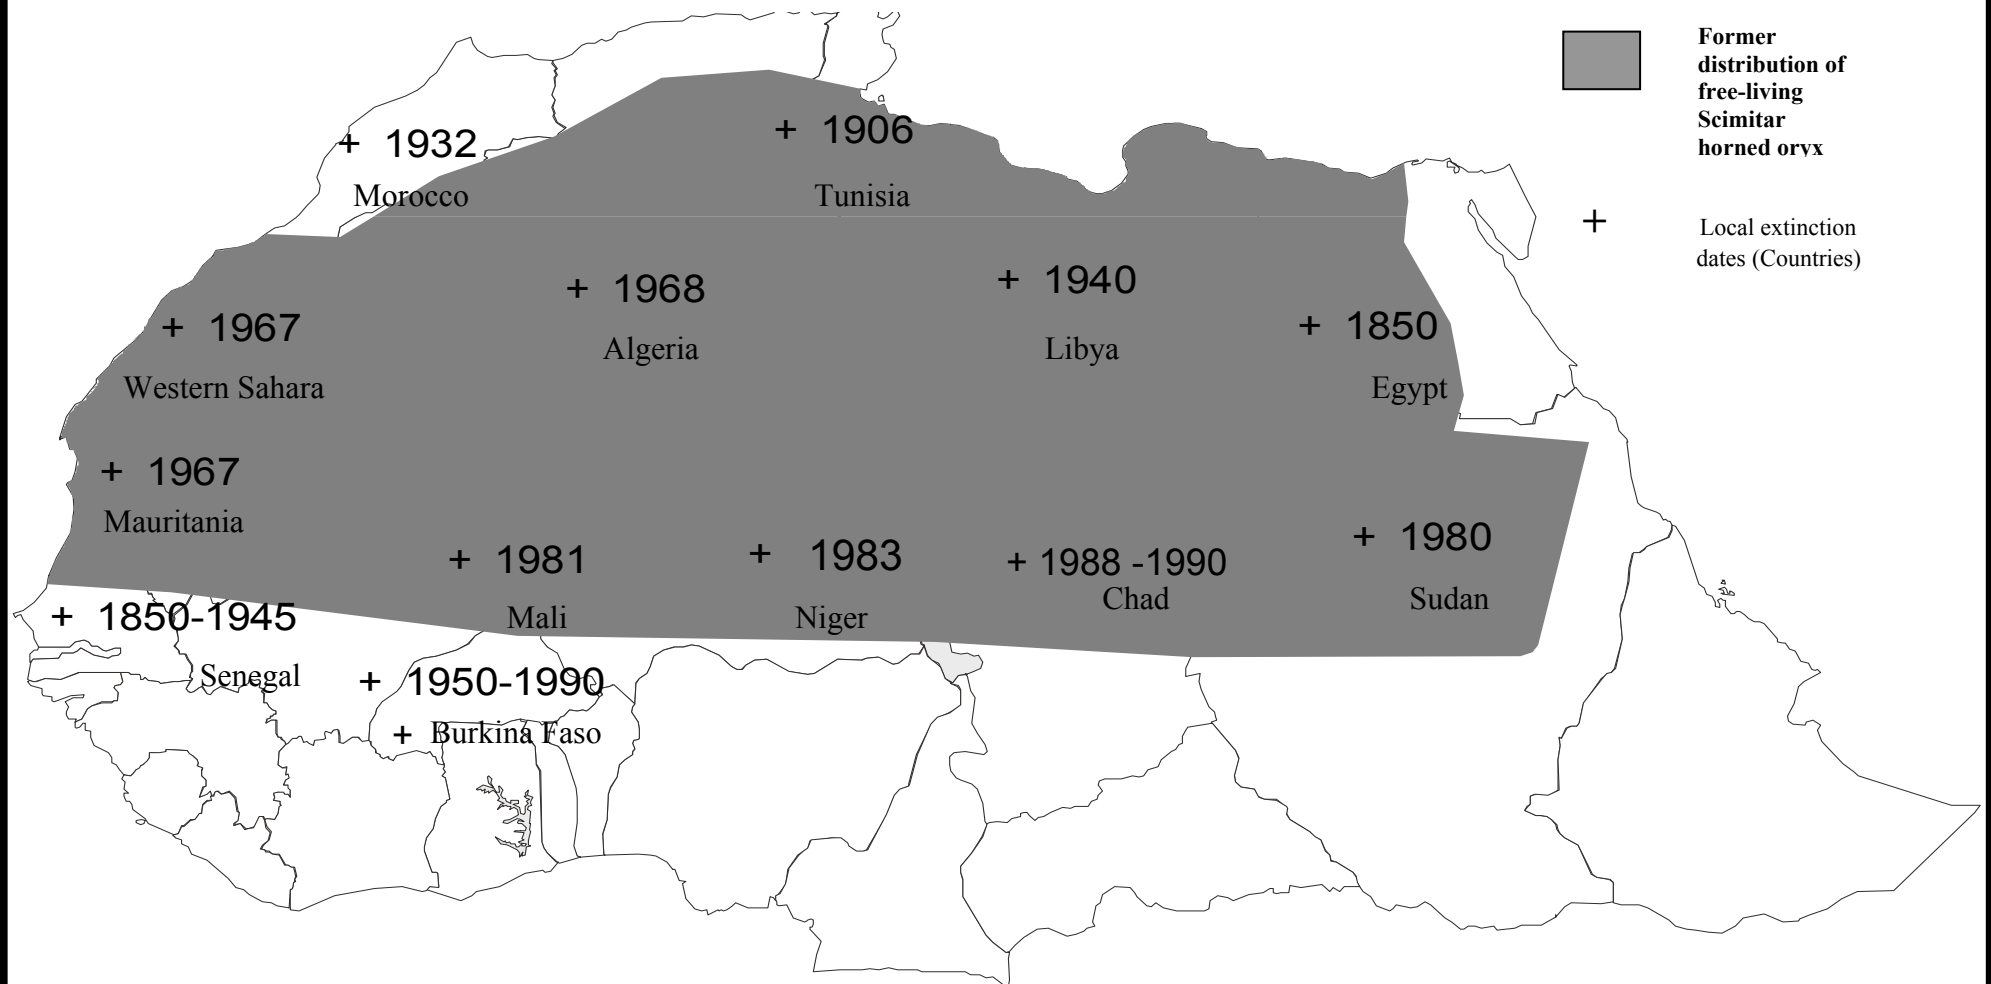 Former
distribution of
free-living
Scimitar
horned oryx
+ Local extinction
dates (Countries)
+ 1932
Morocco
+ 1906
Tunisia
+ 1967
Western Sahara
+ 1968
Algeria
+ 1940
Libya
+ 1850
Egypt
+ 1967
Mauritania
+ 1981
Mali
+ 1983
Niger
+ 1988 -1990
Chad
+ 1980
Sudan
+ 1850-1945
Senegal
+ 1950-1990
+ Burkina Faso